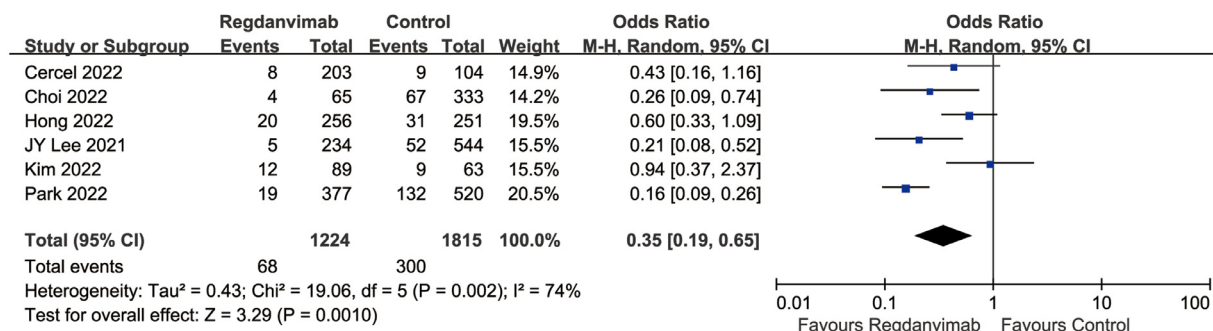 Regdanvimab Control Odds Ratio Odds Ratio
Study or Subgroup Events Total Events Total Weight M-H, Random, 95% CI M-H, Random, 95% CI
Cercel 2022 8 203 9 104 14.9% 0.43 [0.16, 1.16]
Choi 2022 4 65 67 333 14.2% 0.26 [0.09, 0.74]
Hong 2022 20 256 31 251 19.5% 0.60 [0.33, 1.09]
JY Lee 2021 5 234 52 544 15.5% 0.21 [0.08, 0.52]
Kim 2022 12 89 9 63 15.5% 0.94 [0.37, 2.37]
Park 2022 19 377 132 520 20.5% 0.16 [0.09, 0.26]
Total (95% CI) 1224 1815 100.0% 0.35 [0.19, 0.65]
Total events 68 300
Heterogeneity: Tau² = 0.43; Chi² = 19.06, df = 5 (P = 0.002); I² = 74%
Test for overall effect: Z = 3.29 (P = 0.0010)
0.01 0.1 1 10 100
Favours Regdanvimab Favours Control